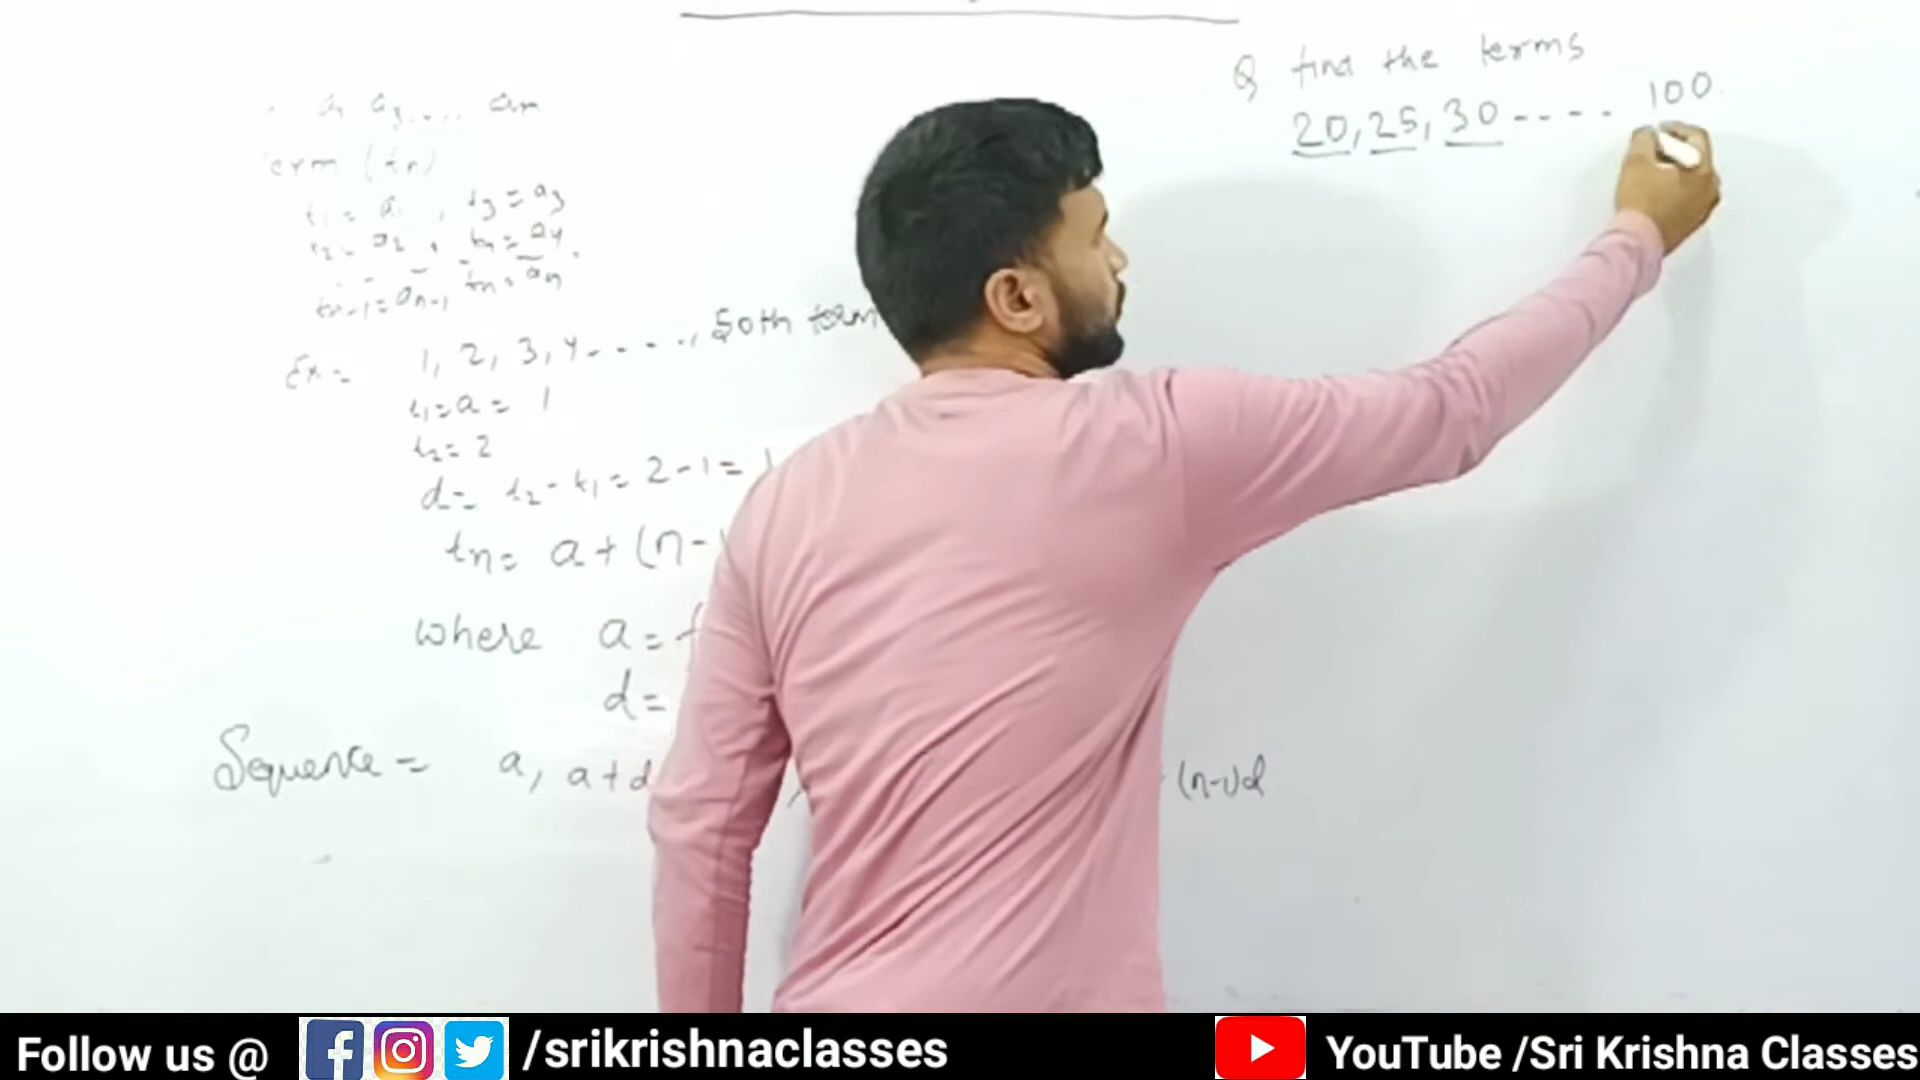 a₃ .... an
erm (tn)
t₁ = a₁ , t₃ = a₃
t₂ = a₂ , t₄ = a₄
tn-1 = an-1 tn = an
Ex = 1, 2, 3, 4 - - - - ., 50th term
t₁ = a = 1
t₂ = 2
d = t₂ - t₁ = 2 - 1 = 1
tn = a + (n -
where a =
d =
Sequence = a, a + d
(n-1)d
Q find the terms
20, 25, 30 ---- 100
Follow us @ /srikrishnaclasses
YouTube /Sri Krishna Classes